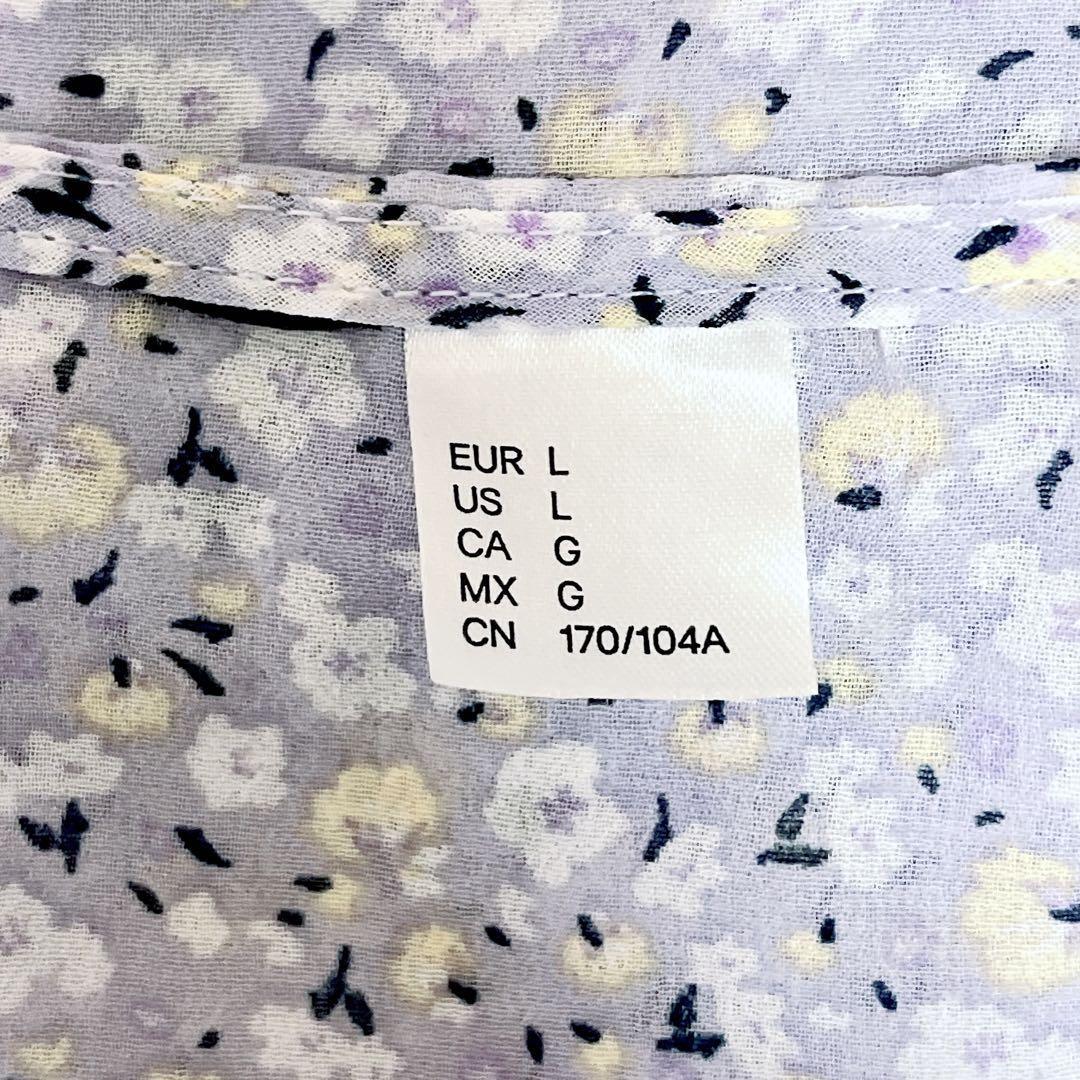 EUR L
US L
CA G
MX G
CN 170/104A